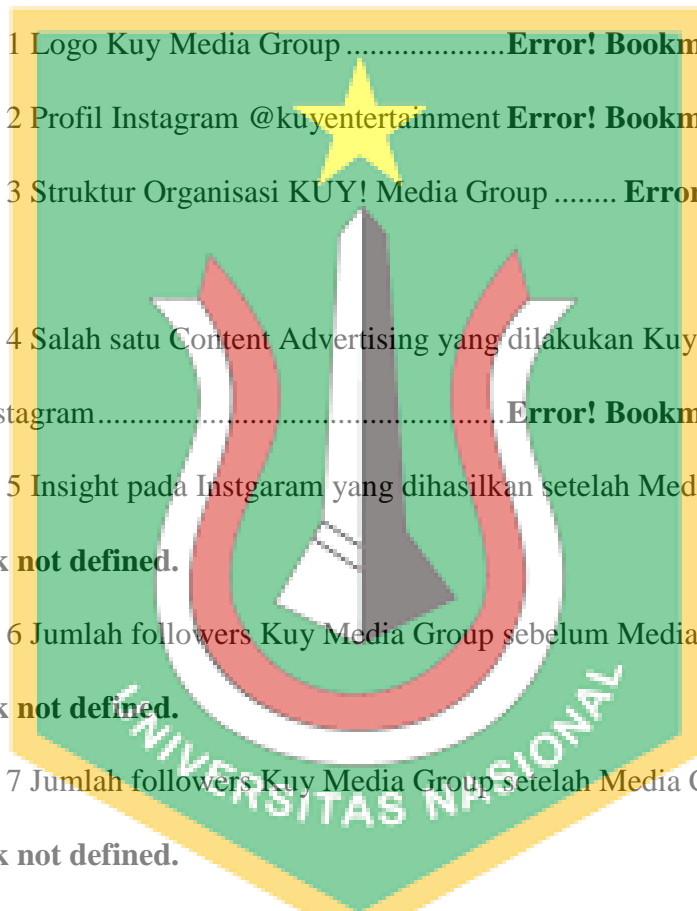 1 Logo Kuy Media Group ................... Error! Bookm
2 Profil Instagram @kuyentertainment Error! Bookm
3 Struktur Organisasi KUY! Media Group ........ Error
4 Salah satu Content Advertising yang dilakukan Kuy
stagram................................................. Error! Bookm
5 Insight pada Instgaram yang dihasilkan setelah Med
k not defined.
6 Jumlah followers Kuy Media Group sebelum Media
k not defined.
7 Jumlah followers Kuy Media Group setelah Media C
k not defined.
UNIVERSITAS NASIONAL